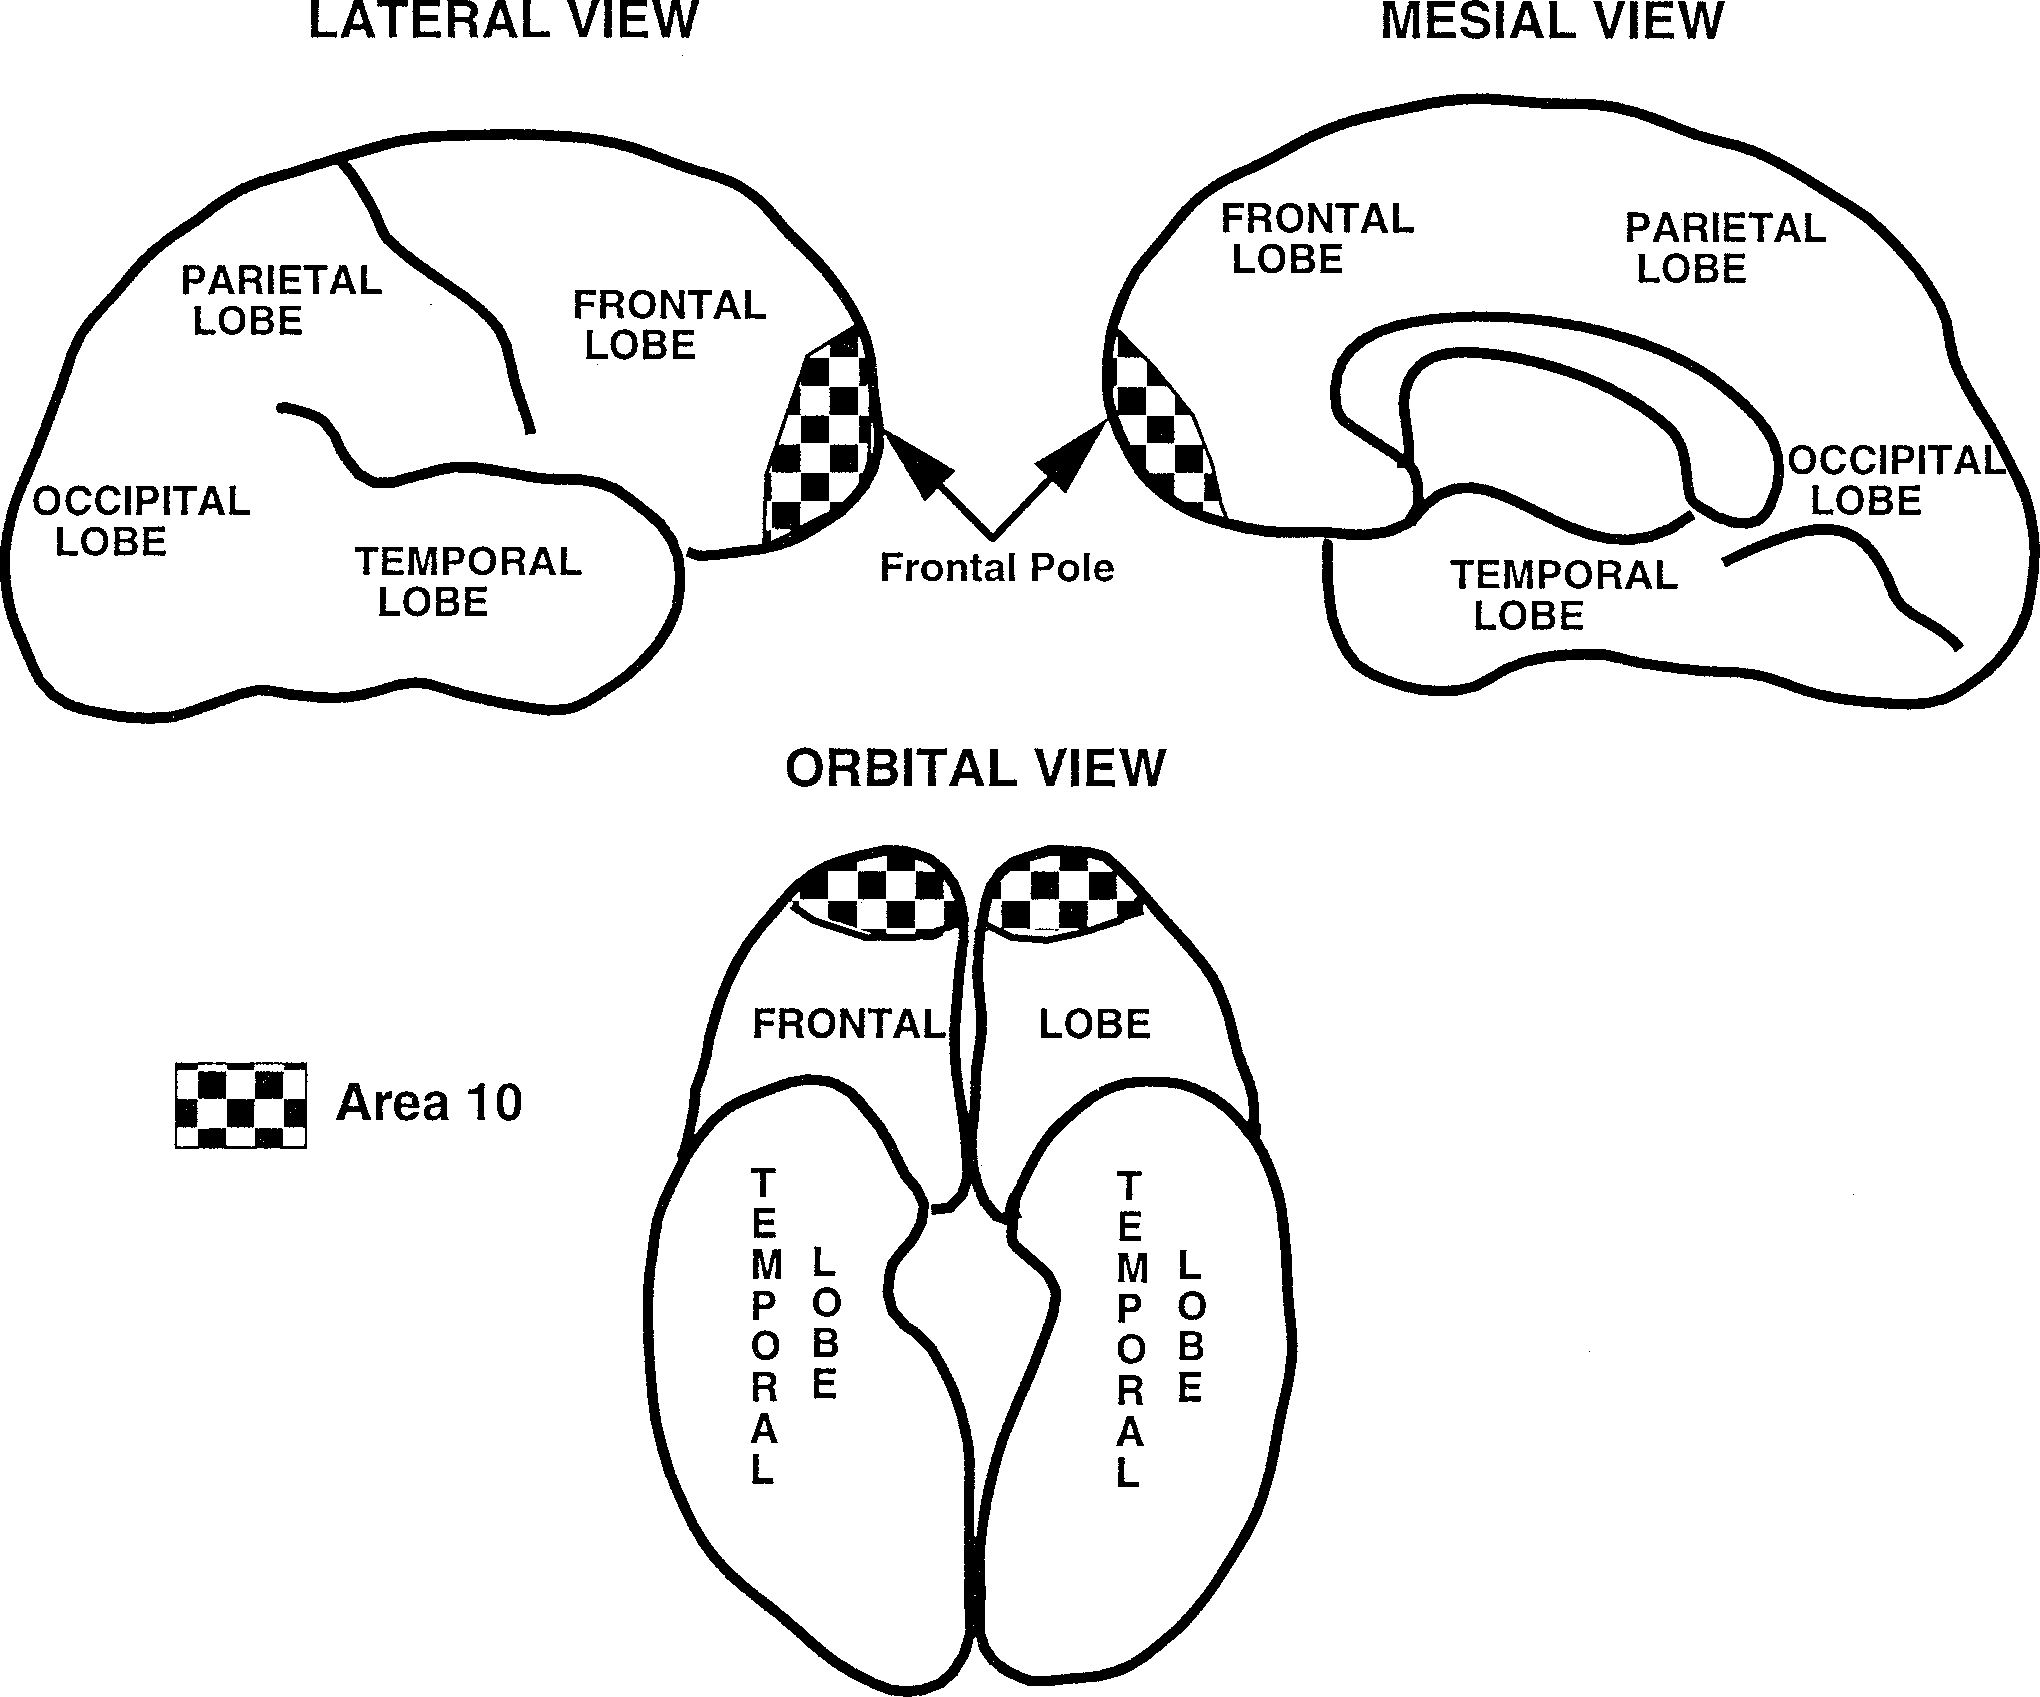 LATERAL VIEW
MESIAL VIEW
PARIETAL
LOBE
FRONTAL
LOBE
OCCIPITAL
LOBE
TEMPORAL
LOBE
Frontal Pole
FRONTAL
LOBE
PARIETAL
LOBE
OCCIPITAL
LOBE
TEMPORAL
LOBE
ORBITAL VIEW
FRONTAL LOBE
TEMPORAL
LOBE
TEMPORAL
LOBE
Area 10